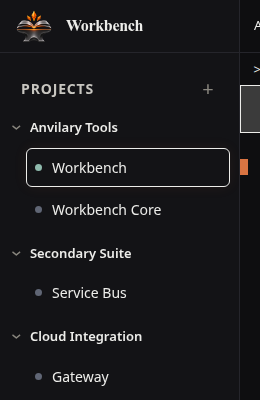 Workbench
A
PROJECTS +
>
Anvilary Tools
Workbench
Workbench Core
Secondary Suite
Service Bus
Cloud Integration
Gateway